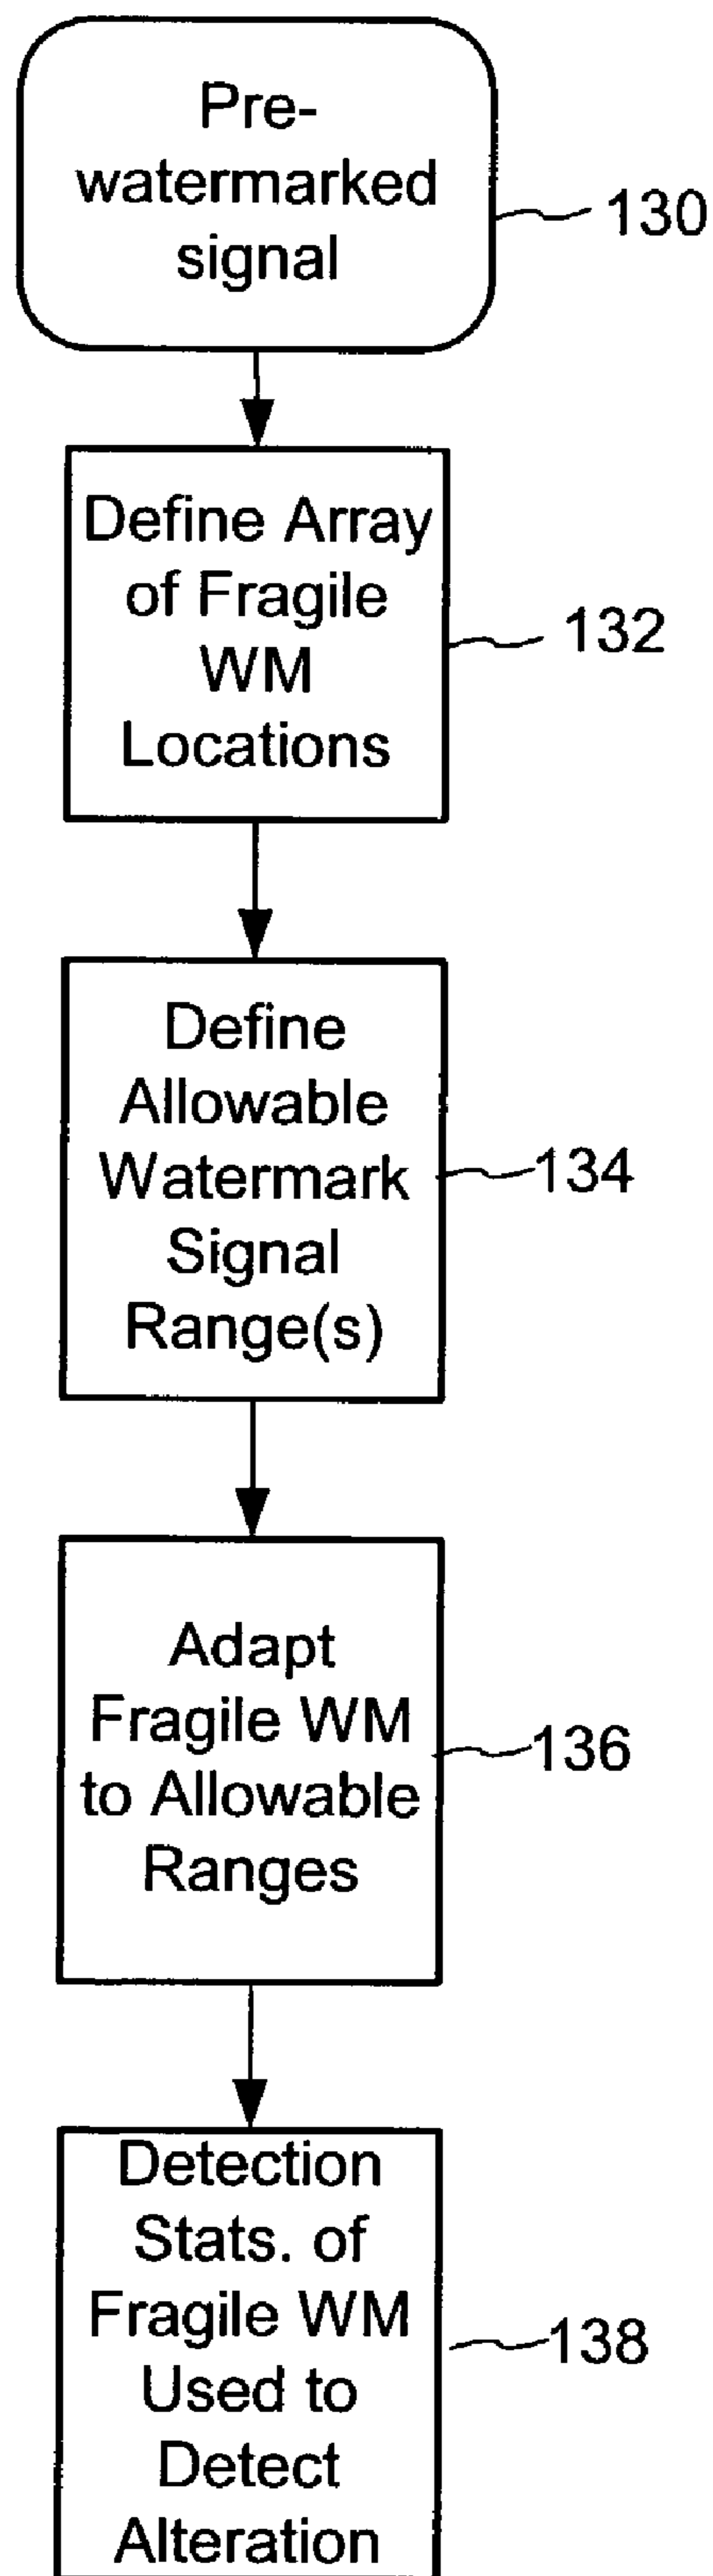 Pre-
watermarked
signal
130
Define Array
of Fragile
WM
Locations
132
Define
Allowable
Watermark
Signal
Range(s)
134
Adapt
Fragile WM
to Allowable
Ranges
136
Detection
Stats. of
Fragile WM
Used to
Detect
Alteration
138